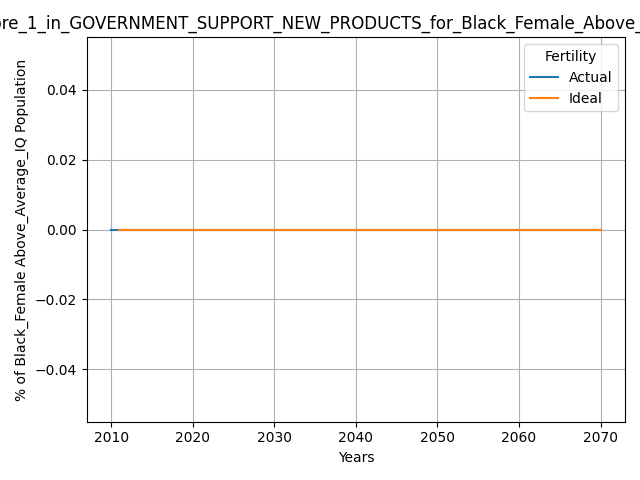 re_1_in_GOVERNMENT_SUPPORT_NEW_PRODUCTS_for_Black_Female_Above_
Fertility
Actual
Ideal
% of Black_Female Above_Average_IQ Population
0.04
0.02
0.00
−0.02
−0.04
2010 2020 2030 2040 2050 2060 2070
Years